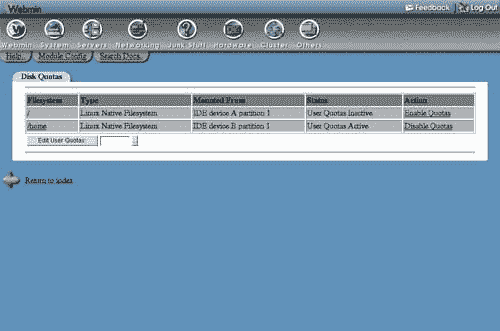 Webmin
Feedback Log Out
Webmin System Servers Networking Junk Stuff Hardware Cluster Others
Help.. Module Config Search Docs..
Disk Quotas
Filesystem Type Mounted From Status Action
/ Linux Native Filesystem IDE device A partition 1 User Quotas Inactive Enable Quotas
/home Linux Native Filesystem IDE device B partition 1 User Quotas Active Disable Quotas
Edit User Quotas:
Return to index